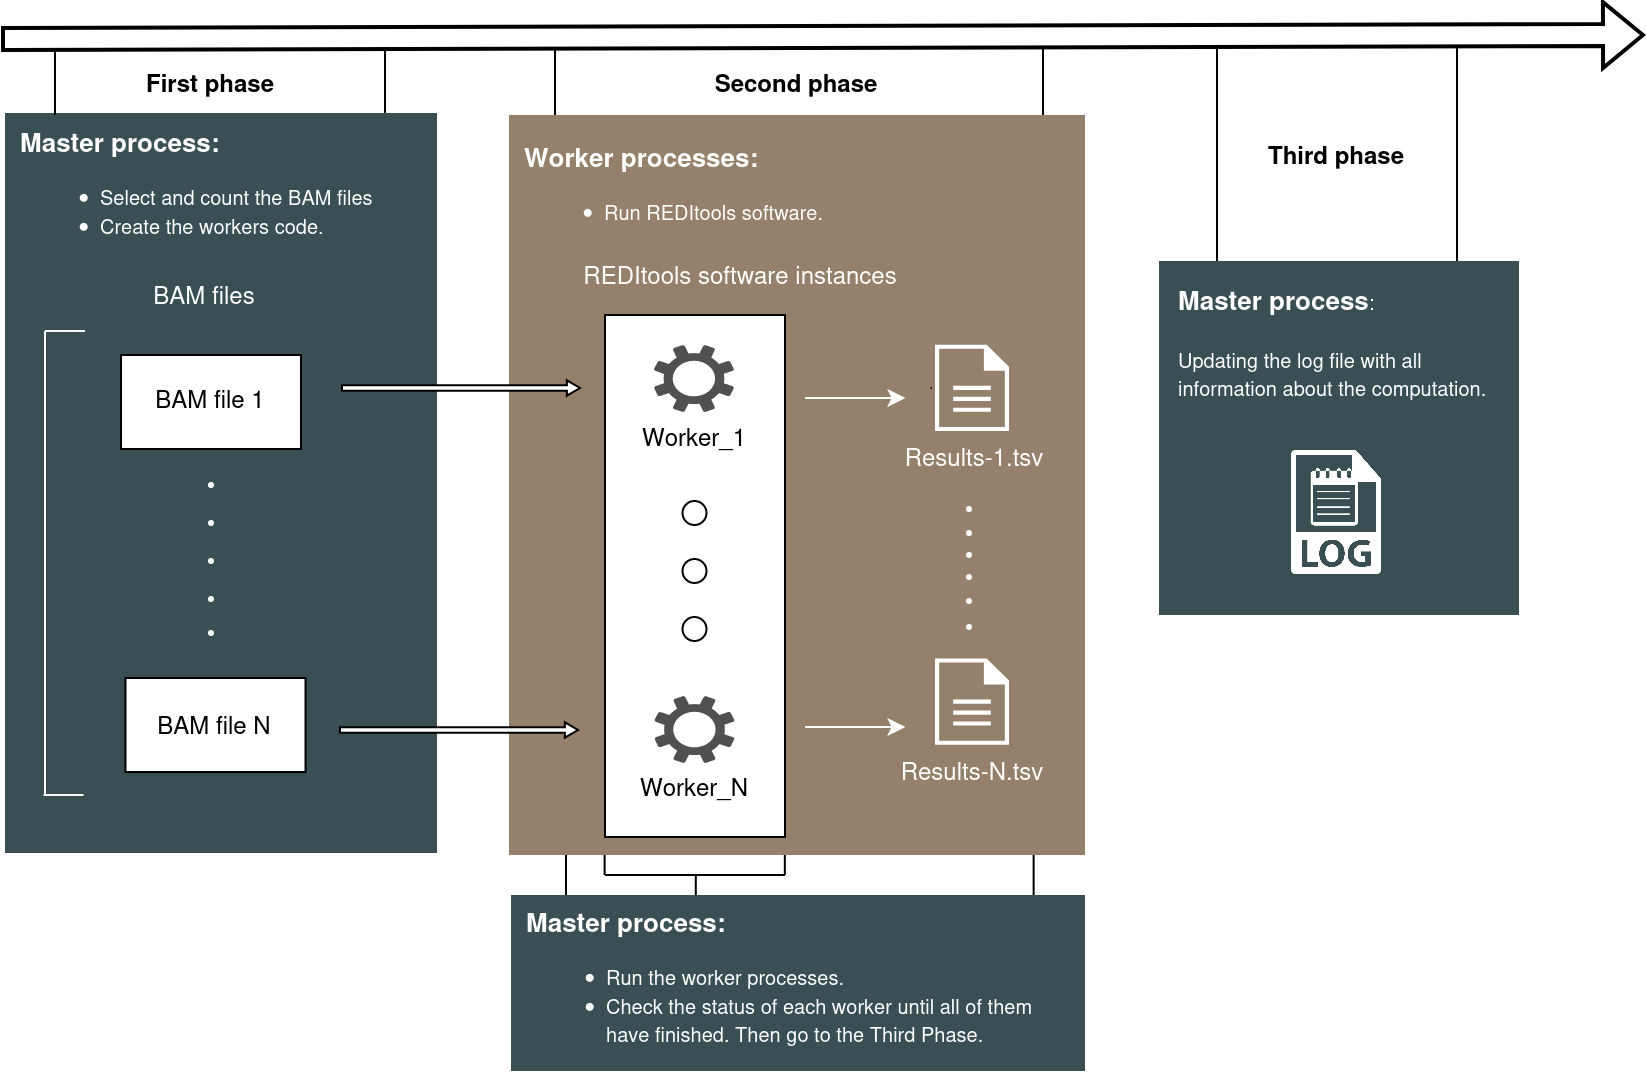 First phase
Second phase
Third phase
Master process:
• Select and count the BAM files
• Create the workers code.
BAM files
BAM file 1
BAM file N
Worker processes:
• Run REDItools software.
REDItools software instances
Worker_1
Worker_N
Results-1.tsv
Results-N.tsv
Master process:
• Run the worker processes.
• Check the status of each worker until all of them
have finished. Then go to the Third Phase.
Master process:
Updating the log file with all
information about the computation.
LOG